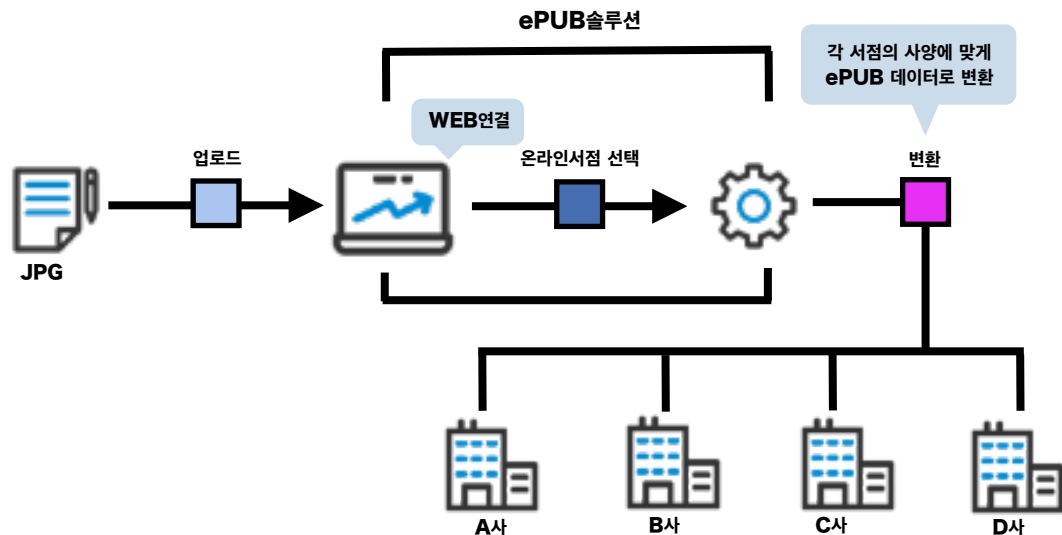 ePUB솔루션
각 서점의 사양에 맞게
ePUB 데이터로 변환
WEB연결
업로드
온라인서점 선택
변환
JPG
A사
B사
C사
D사